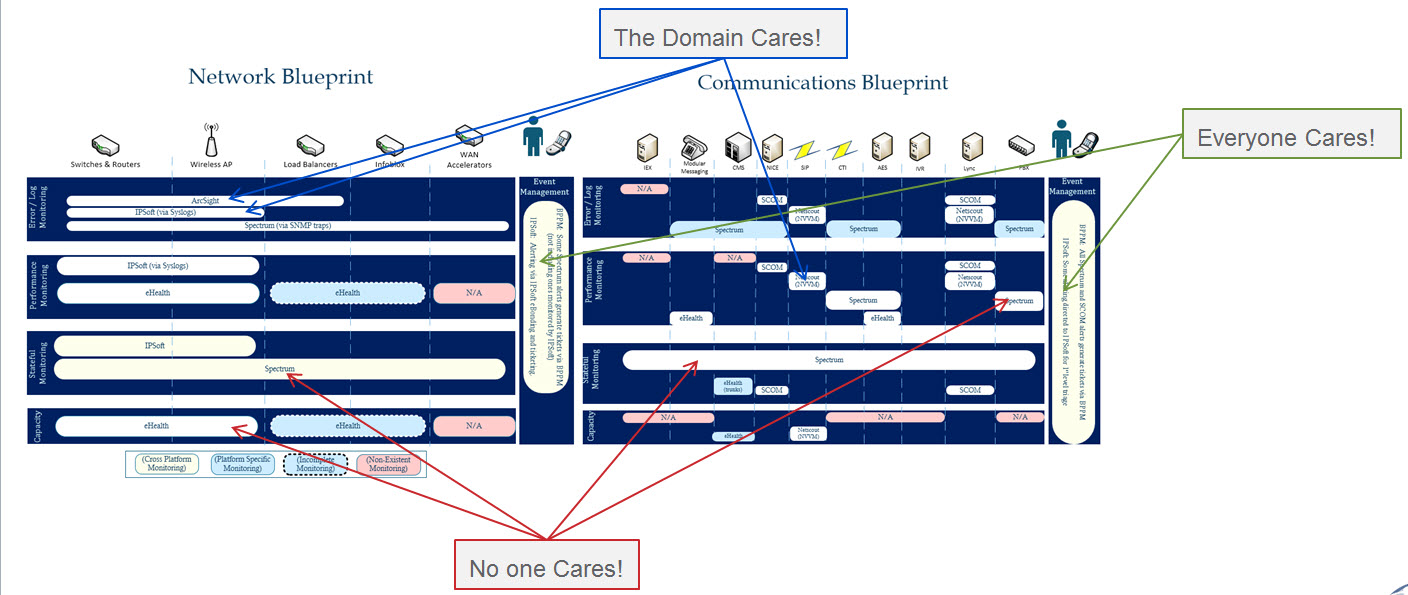 The Domain Cares!
Network Blueprint
Communications Blueprint
Everyone Cares!
Switches & Routers
Wireless AP
Load Balancers
Infoblox
WAN
Accelerators
IEX
Modular
Messaging
CMS
NICE
SIP
CTI
AES
IVR
Lync
PBX
Error / Log
Monitoring
ArcSight
IPSoft (via Syslogs)
Spectrum (via SNMP traps)
Performance
Monitoring
IPSoft (via Syslogs)
eHealth
eHealth
N/A
Stateful
Monitoring
IPSoft
Spectrum
Capacity
eHealth
eHealth
N/A
Event
Management
BPPM: Some Spectrum alerts generate tickets via BPPM
(not including ones monitored by IPSoft)
IPSoft: Alerting via IPSoft eBonding and ticketing
(Cross Platform
Monitoring)
(Platform Specific
Monitoring)
(Incomplete
Monitoring)
(Non-Existent
Monitoring)
Error / Log
Monitoring
N/A
SCOM
Netscout
(NVVM)
SCOM
Netscout
(NVVM)
Spectrum
Spectrum
Spectrum
Performance
Monitoring
N/A
N/A
SCOM
Netscout
(NVVM)
SCOM
Netscout
(NVVM)
Spectrum
Spectrum
eHealth
eHealth
Stateful
Monitoring
Spectrum
eHealth
(trunks)
SCOM
SCOM
Capacity
N/A
N/A
N/A
eHealth
Netscout
(NVVM)
Event
Management
BPPM: All Spectrum and SCOM alerts generate tickets via BPPM
IPSoft: Some being directed to IPSoft for 1st level triage
No one Cares!